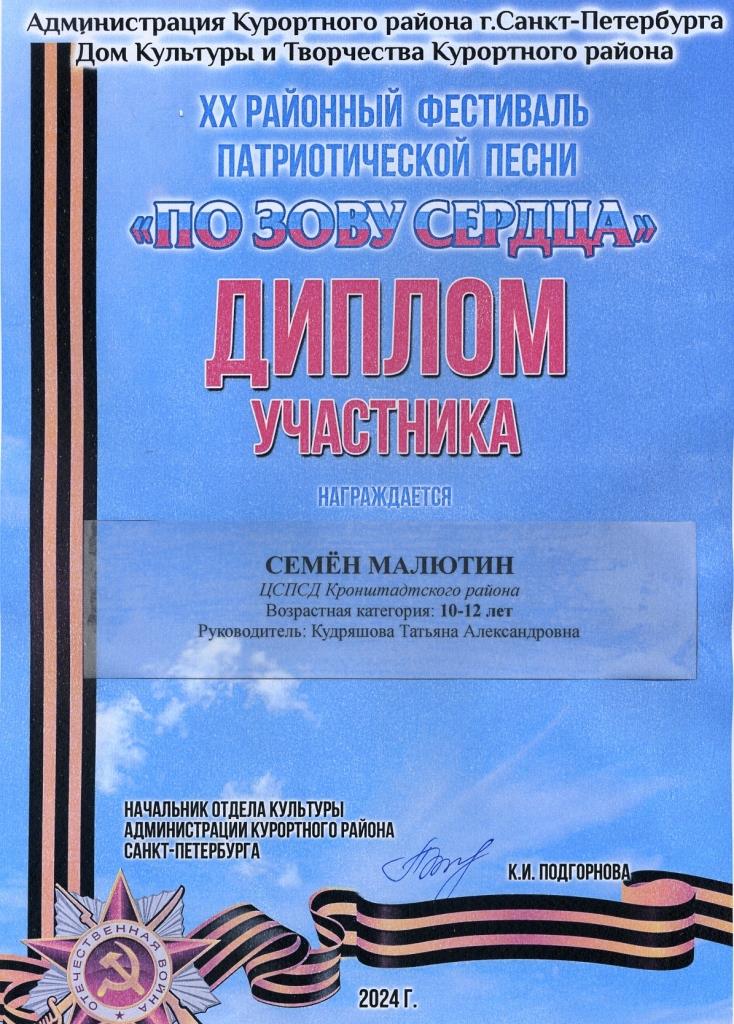 Администрация Курортного района г.Санкт-Петербурга
Дом Культуры и Творчества Курортного района
XX РАЙОННЫЙ ФЕСТИВАЛЬ
ПАТРИОТИЧЕСКОЙ ПЕСНИ
«ПО ЗОВУ СЕРДЦА»
ДИПЛОМ
УЧАСТНИКА
НАГРАЖДАЕТСЯ
СЕМЁН МАЛЮТИН
ЦСПСД Кронштадтского района
Возрастная категория: 10-12 лет
Руководитель: Кудряшова Татьяна Александровна
НАЧАЛЬНИК ОТДЕЛА КУЛЬТУРЫ
АДМИНИСТРАЦИИ КУРОРТНОГО РАЙОНА
САНКТ-ПЕТЕРБУРГА
К.И. ПОДГОРНОВА
ОТЕЧЕСТВЕННАЯ ВОЙНА
2024 Г.